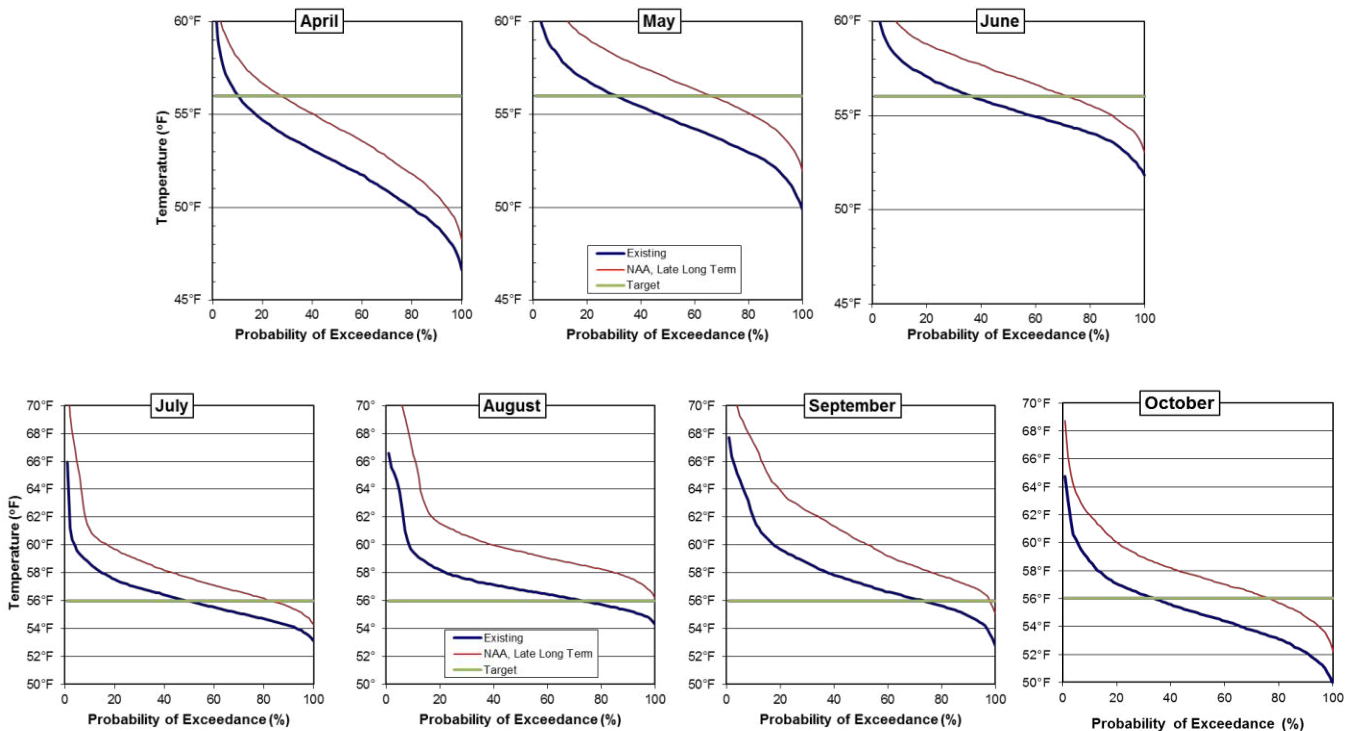 April
60°F
55°F
50°F
45°F
Temperature (°F)
0 20 40 60 80 100
Probability of Exceedance (%)
May
60°F
55°F
50°F
45°F
Existing
NAA, Late Long Term
Target
0 20 40 60 80 100
Probability of Exceedance (%)
June
60°F
55°F
50°F
45°F
0 20 40 60 80 100
Probability of Exceedance (%)
July
70°F
68°F
66°F
64°F
62°F
60°F
58°F
56°F
54°F
52°F
50°F
Temperature (°F)
0 20 40 60 80 100
Probability of Exceedance (%)
August
70°
68°
66°
64°
62°
60°
58°
56°
54°
52°
50°
Existing
NAA, Late Long Term
Target
0 20 40 60 80 100
Probability of Exceedance (%)
September
70°F
68°F
66°F
64°F
62°F
60°F
58°F
56°F
54°F
52°F
50°F
0 20 40 60 80 100
Probability of Exceedance (%)
October
70°F
68°F
66°F
64°F
62°F
60°F
58°F
56°F
54°F
52°F
50°F
0 20 40 60 80 100
Probability of Exceedance (%)